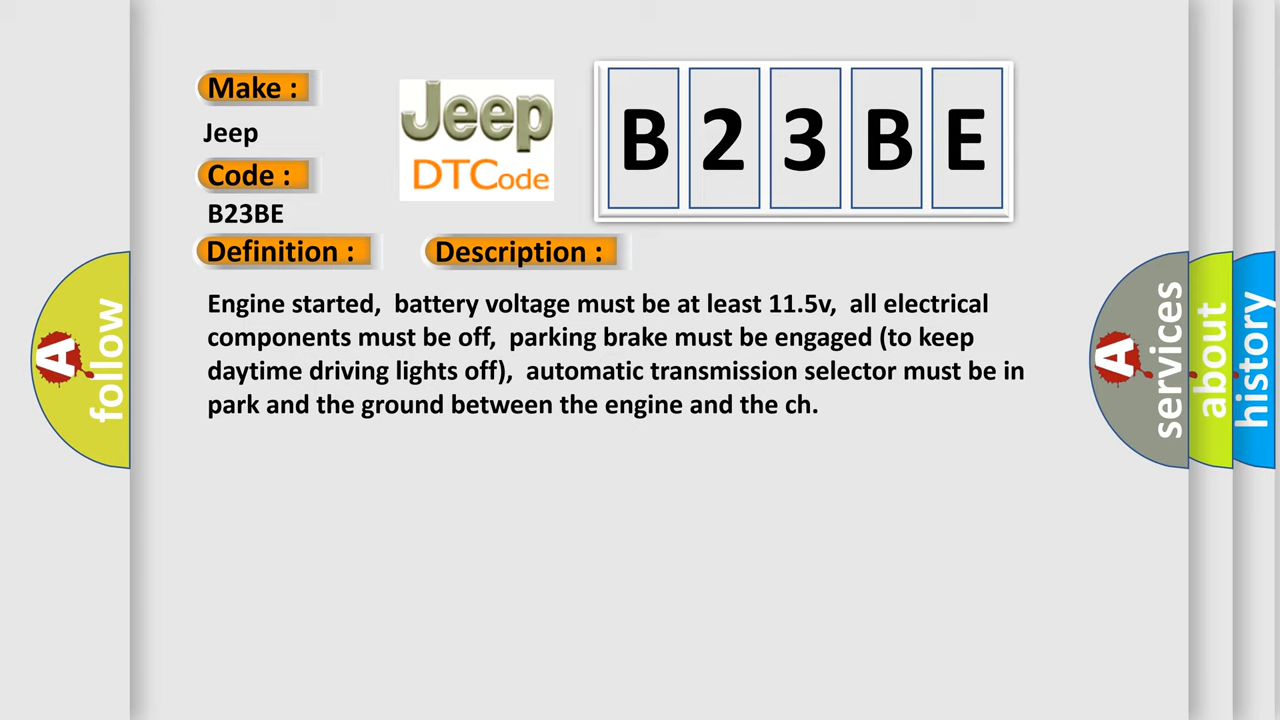 Make :
Jeep
Code :
B23BE
Jeep
DTCode
B23BE
Definition :
Description :
Engine started,  battery voltage must be at least 11.5v,  all electrical
components must be off,  parking brake must be engaged (to keep
daytime driving lights off),  automatic transmission selector must be in
park and the ground between the engine and the ch.
A
follow
A
services
about
history